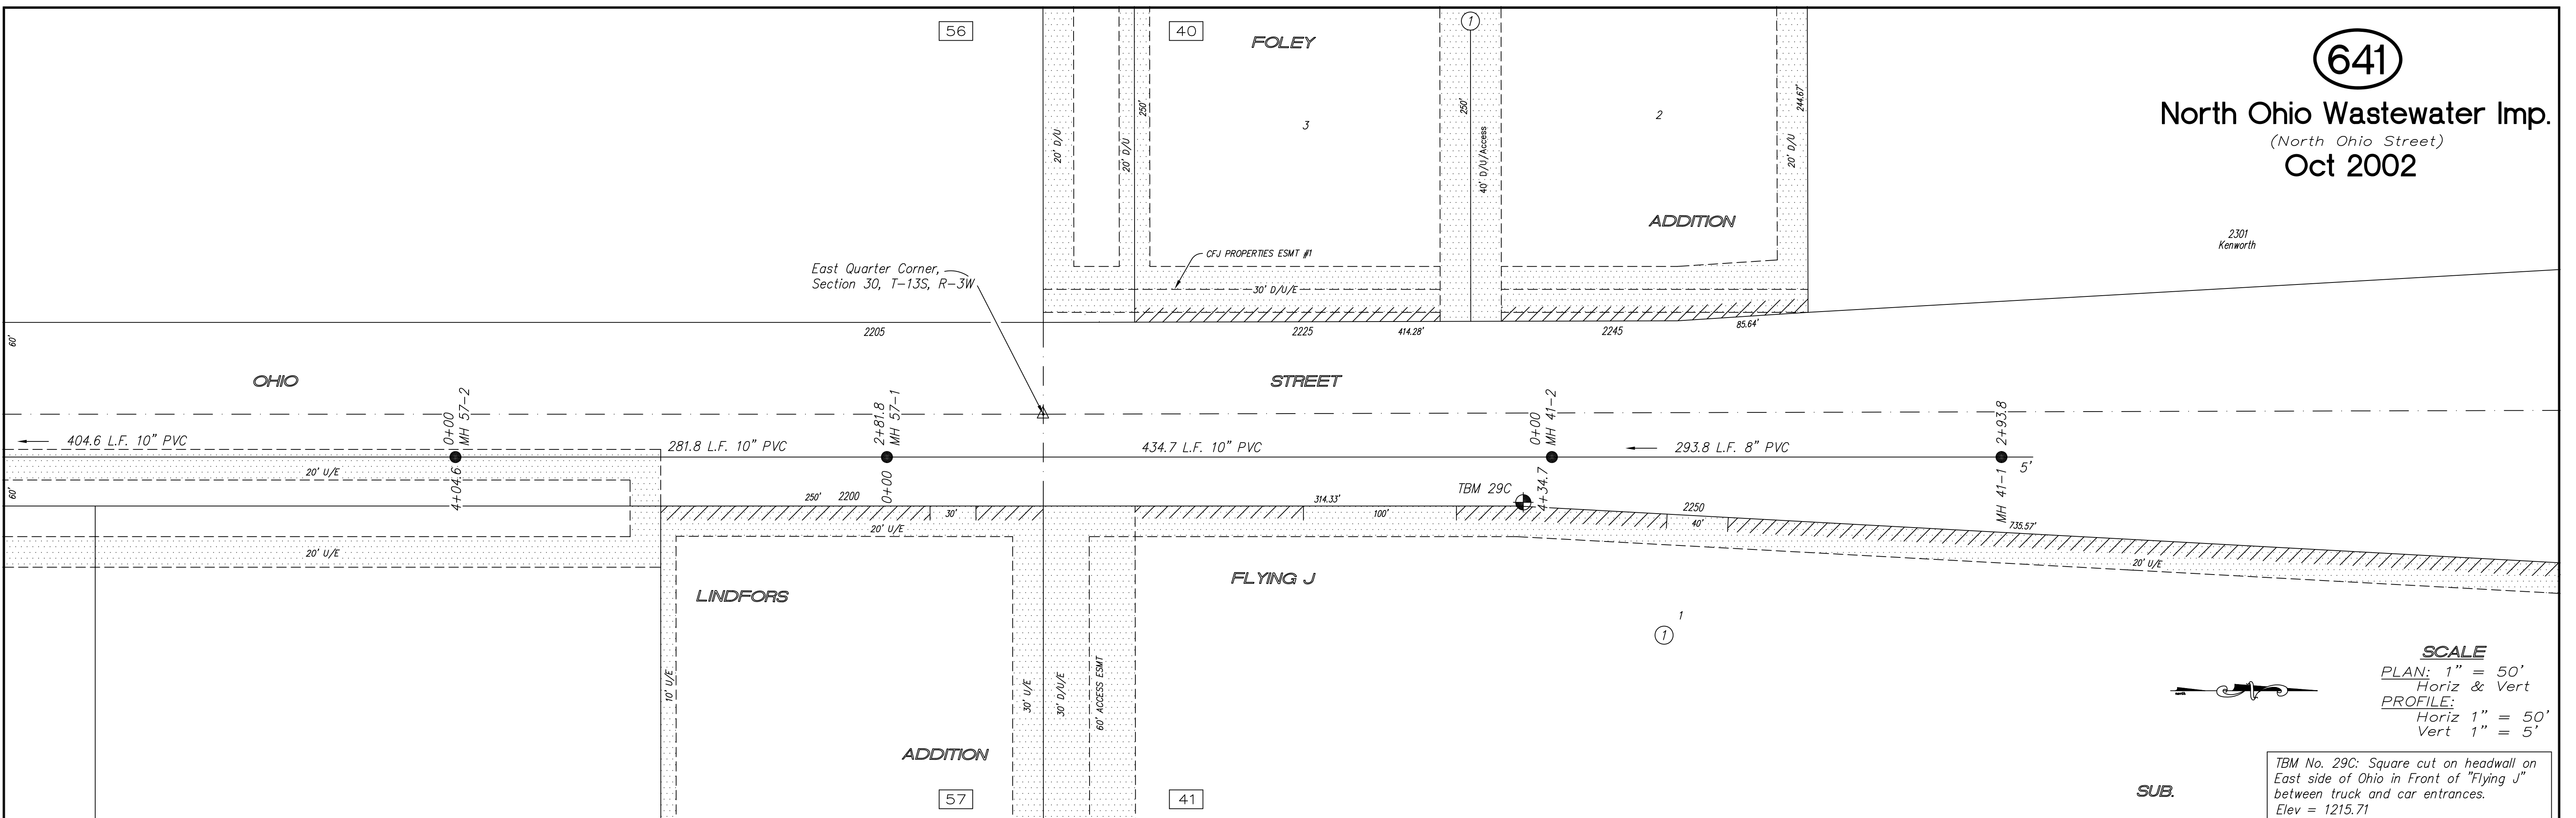 56
40
FOLEY
1
641
North Ohio Wastewater Imp.
(North Ohio Street)
Oct 2002
20' D/U
20' D/U
250'
3
250'
40' D/U/Access
2
20' D/U
244.67'
ADDITION
2301
Kenworth
CFJ PROPERTIES ESMT #1
30' D/U/E
East Quarter Corner,
Section 30, T-13S, R-3W
60'
2205
2225
414.28'
2245
85.64'
OHIO
STREET
404.6 L.F. 10" PVC
0+00
MH 57-2
4+04.6
281.8 L.F. 10" PVC
2+81.8
MH 57-1
0+00
434.7 L.F. 10" PVC
0+00
MH 41-2
4+34.7
293.8 L.F. 8" PVC
2+93.8
MH 41-1
5'
20' U/E
60'
250'
2200
30'
20' U/E
314.33'
100'
TBM 29C
2250
40'
735.57'
20' U/E
20' U/E
LINDFORS
FLYING J
1
1
10' U/E
30' U/E
30' D/U/E
60' ACCESS ESMT
ADDITION
57
41
SUB.
SCALE
PLAN: 1" = 50'
Horiz & Vert
PROFILE:
Horiz 1" = 50'
Vert 1" = 5'
TBM No. 29C: Square cut on headwall on
East side of Ohio in Front of "Flying J"
between truck and car entrances.
Elev = 1215.71